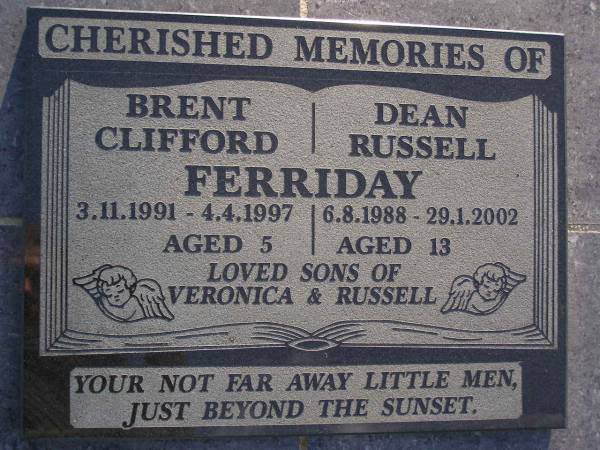 CHERISHED MEMORIES OF
BRENT
CLIFFORD
DEAN
RUSSELL
FERRIDAY
3.11.1991 - 4.4.1997
AGED 5
6.8.1988 - 29.1.2002
AGED 13
LOVED SONS OF
VERONICA & RUSSELL
YOUR NOT FAR AWAY LITTLE MEN,
JUST BEYOND THE SUNSET.